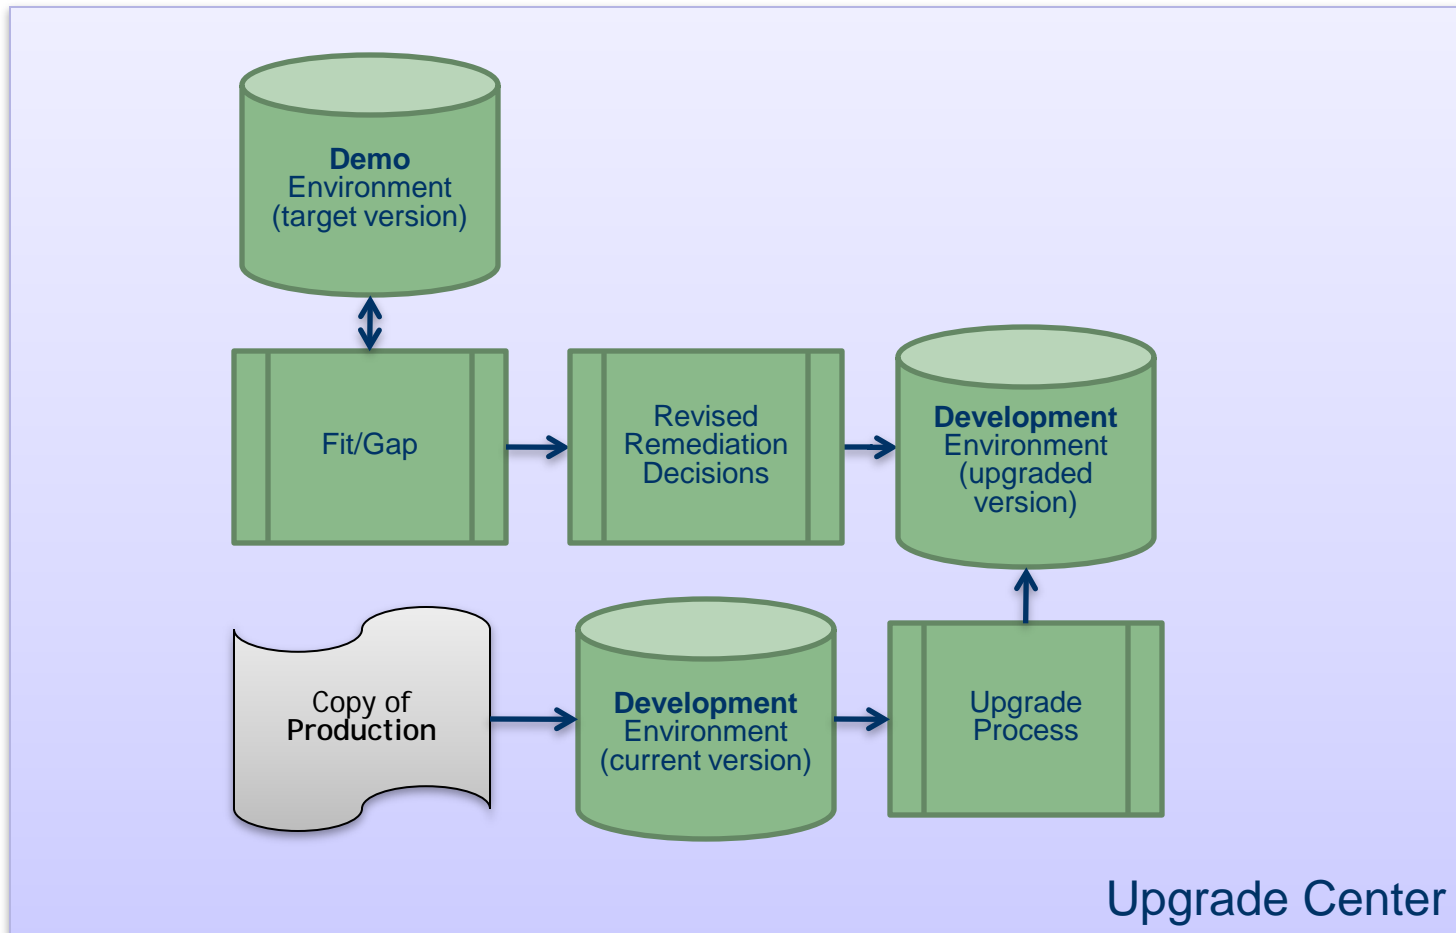 Demo
Environment
(target version)
Fit/Gap
Revised
Remediation
Decisions
Development
Environment
(upgraded
version)
Copy of
Production
Development
Environment
(current version)
Upgrade
Process
Upgrade Center